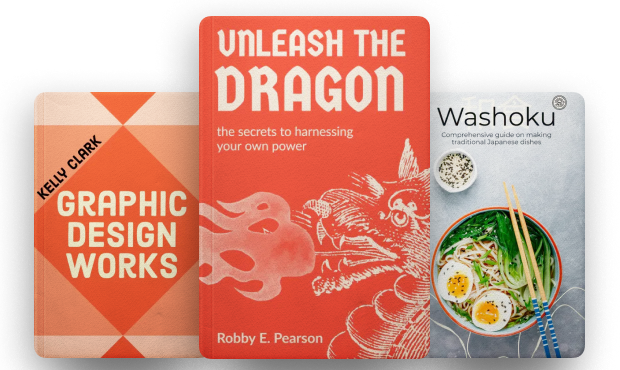 KELLY CLARK
GRAPHIC
DESIGN
WORKS
UNLEASH THE
DRAGON
the secrets to harnessing
your own power
Robby E. Pearson
Washoku
Comprehensive guide on making
traditional Japanese dishes